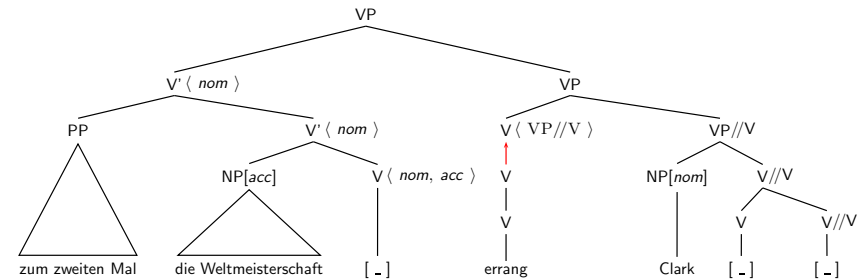 VP
V' ⟨ nom ⟩ VP
PP V' ⟨ nom ⟩ V ⟨ VP//V ⟩ VP//V
NP[acc] V ⟨ nom, acc ⟩ V NP[nom] V//V
V V V//V
zum zweiten Mal die Weltmeisterschaft [ _ ] errang Clark [ _ ] [ _ ]